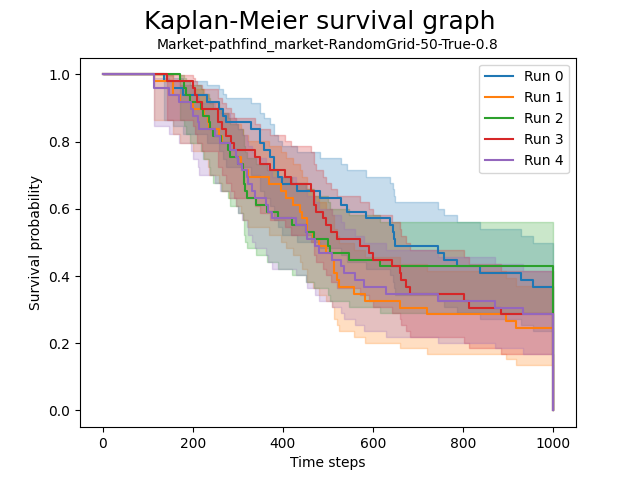 Kaplan-Meier survival graph
Market-pathfind_market-RandomGrid-50-True-0.8
Survival probability
1.0
0.8
0.6
0.4
0.2
0.0
Run 0
Run 1
Run 2
Run 3
Run 4
0 200 400 600 800 1000
Time steps